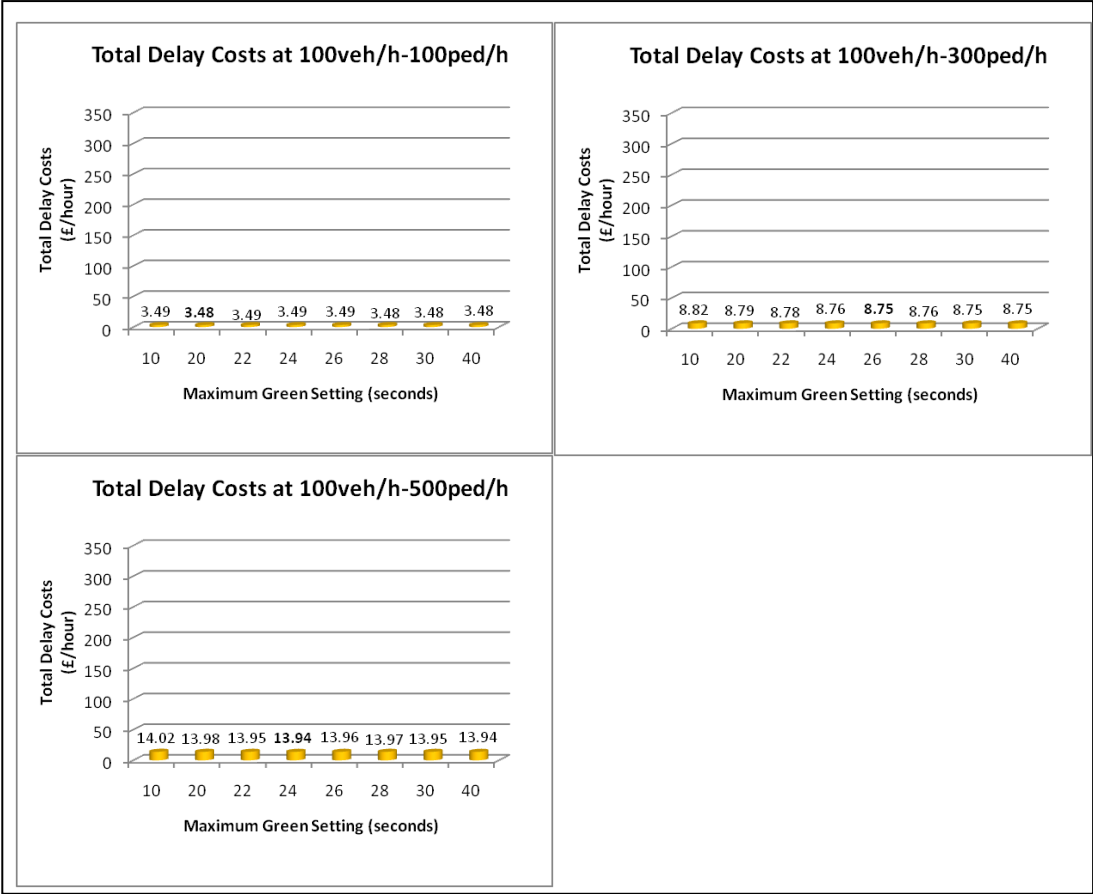 Total Delay Costs at 100veh/h-100ped/h
Total Delay Costs
(£/hour)
350
300
250
200
150
100
50
0
3.49 3.48 3.49 3.49 3.49 3.48 3.48 3.48
10 20 22 24 26 28 30 40
Maximum Green Setting (seconds)
Total Delay Costs at 100veh/h-300ped/h
Total Delay Costs
(£/hour)
350
300
250
200
150
100
50
0
8.82 8.79 8.78 8.76 8.75 8.76 8.75 8.75
10 20 22 24 26 28 30 40
Maximum Green Setting (seconds)
Total Delay Costs at 100veh/h-500ped/h
Total Delay Costs
(£/hour)
350
300
250
200
150
100
50
0
14.02 13.98 13.95 13.94 13.96 13.97 13.95 13.94
10 20 22 24 26 28 30 40
Maximum Green Setting (seconds)